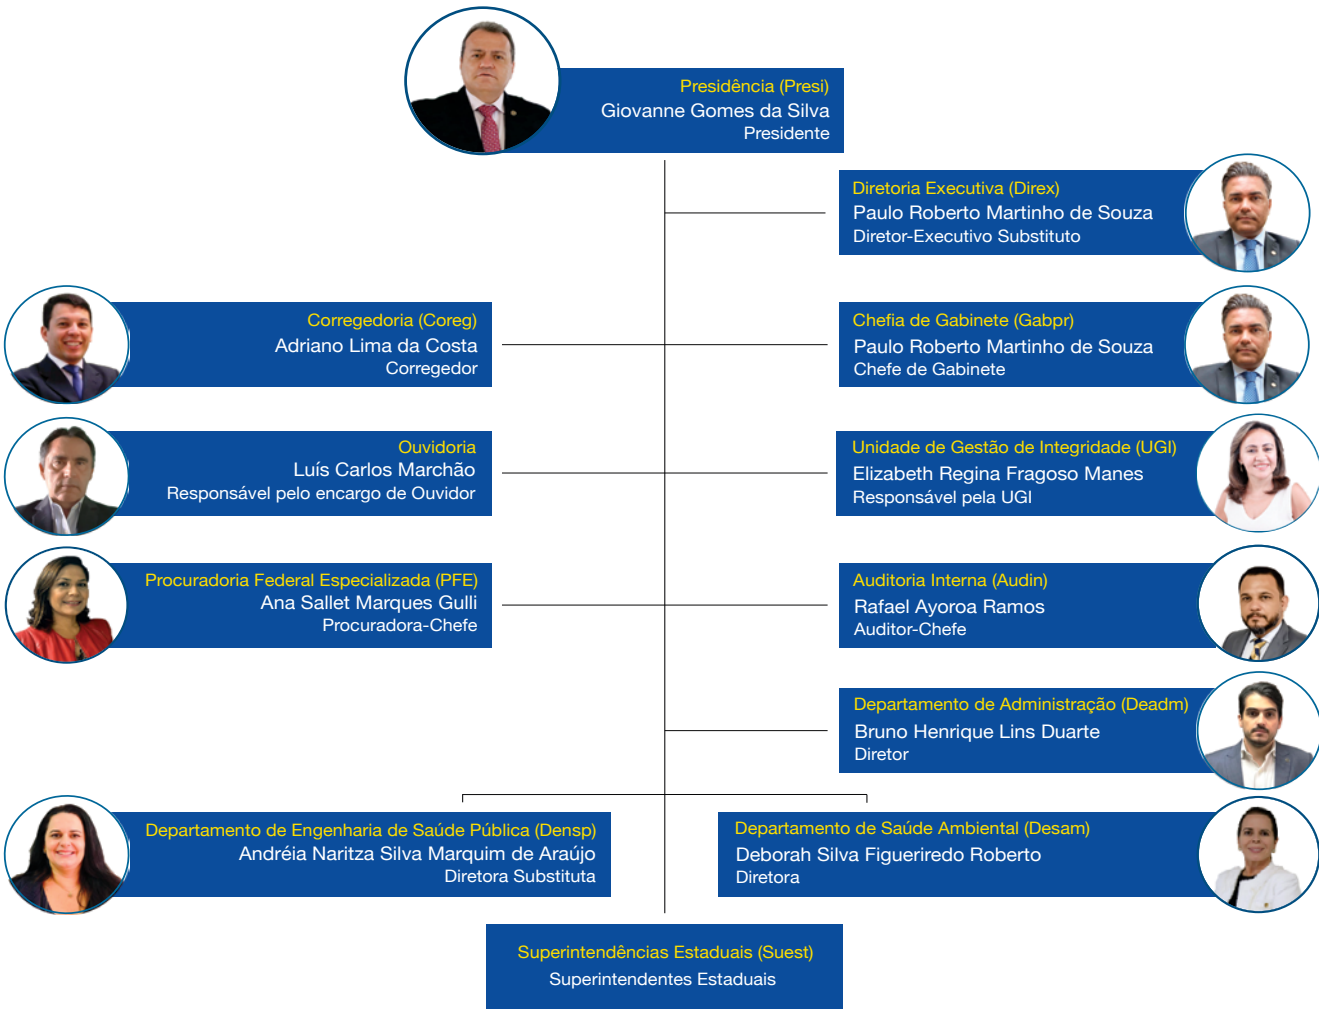 Presidência (Presi)
Giovanne Gomes da Silva
Presidente
Diretoria Executiva (Direx)
Paulo Roberto Martinho de Souza
Diretor-Executivo Substituto
Corregedoria (Coreg)
Adriano Lima da Costa
Corregedor
Chefia de Gabinete (Gabpr)
Paulo Roberto Martinho de Souza
Chefe de Gabinete
Ouvidoria
Luís Carlos Marchão
Responsável pelo encargo de Ouvidor
Unidade de Gestão de Integridade (UGI)
Elizabeth Regina Fragoso Manes
Responsável pela UGI
Procuradoria Federal Especializada (PFE)
Ana Sallet Marques Gulli
Procuradora-Chefe
Auditoria Interna (Audin)
Rafael Ayoroa Ramos
Auditor-Chefe
Departamento de Administração (Deadm)
Bruno Henrique Lins Duarte
Diretor
Departamento de Engenharia de Saúde Pública (Densp)
Andréia Naritza Silva Marquim de Araújo
Diretora Substituta
Departamento de Saúde Ambiental (Desam)
Deborah Silva Figueriredo Roberto
Diretora
Superintendências Estaduais (Suest)
Superintendentes Estaduais